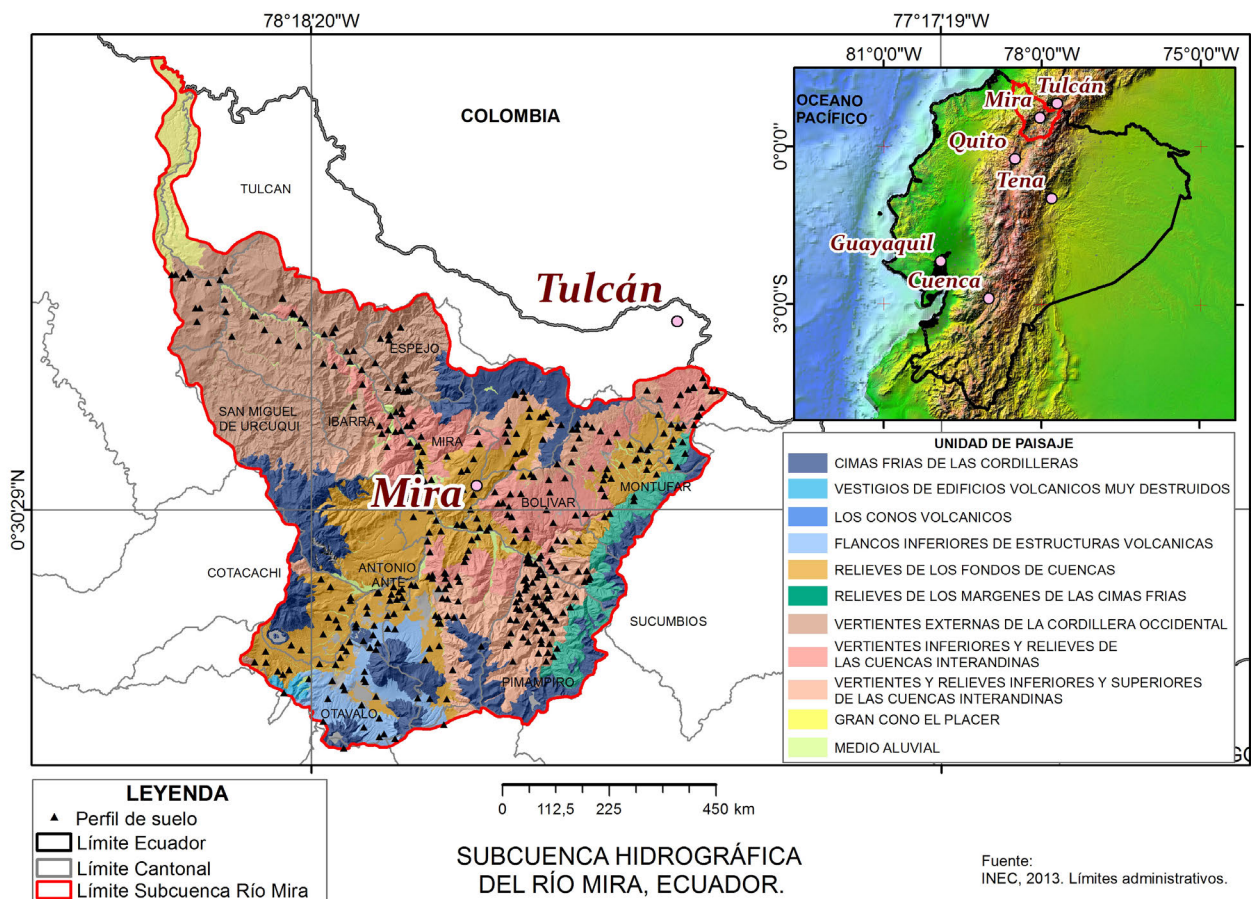 78°18'20"W
77°17'19"W
81°0'0"W
78°0'0"W
75°0'0"W
COLOMBIA
OCEANO
PACÍFICO
Tulcán
Mira
Quito
Tena
Guayaquil
Cuenca
0°0'0"
3°0'0"S
TULCAN
Tulcán
ESPEJO
SAN MIGUEL
DE URCUQUI
IBARRA
MIRA
Mira
BOLIVAR
MONTUFAR
0°30'29"N
COTACACHI
ANTONIO
ANTE
SUCUMBIOS
PIMAMPIRO
OTAVALO
UNIDAD DE PAISAJE
CIMAS FRIAS DE LAS CORDILLERAS
VESTIGIOS DE EDIFICIOS VOLCANICOS MUY DESTRUIDOS
LOS CONOS VOLCANICOS
FLANCOS INFERIORES DE ESTRUCTURAS VOLCANICAS
RELIEVES DE LOS FONDOS DE CUENCAS
RELIEVES DE LOS MARGENES DE LAS CIMAS FRIAS
VERTIENTES EXTERNAS DE LA CORDILLERA OCCIDENTAL
VERTIENTES INFERIORES Y RELIEVES DE
LAS CUENCAS INTERANDINAS
VERTIENTES Y RELIEVES INFERIORES Y SUPERIORES
DE LAS CUENCAS INTERANDINAS
GRAN CONO EL PLACER
MEDIO ALUVIAL
LEYENDA
Perfil de suelo
Límite Ecuador
Límite Cantonal
Límite Subcuenca Río Mira
0 112,5 225 450 km
SUBCUENCA HIDROGRÁFICA
DEL RÍO MIRA, ECUADOR.
Fuente:
INEC, 2013. Límites administrativos.